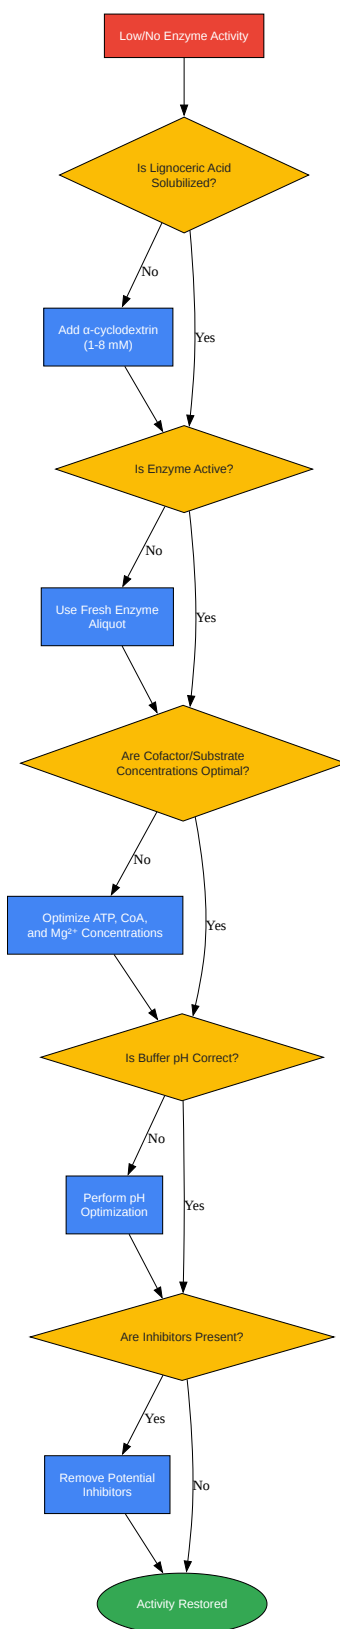 Low/No Enzyme Activity
Is Lignoceric Acid
Solubilized?
No
Yes
Add α-cyclodextrin
(1-8 mM)
Is Enzyme Active?
No
Yes
Use Fresh Enzyme
Aliquot
Are Cofactor/Substrate
Concentrations Optimal?
No
Yes
Optimize ATP, CoA,
and Mg²⁺ Concentrations
Is Buffer pH Correct?
No
Yes
Perform pH
Optimization
Are Inhibitors Present?
Yes
No
Remove Potential
Inhibitors
Activity Restored